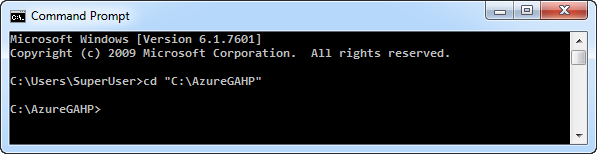 Command Prompt
Microsoft Windows [Version 6.1.7601]
Copyright (c) 2009 Microsoft Corporation.  All rights reserved.
C:\Users\SuperUser>cd "C:\AzureGAHP"
C:\AzureGAHP>